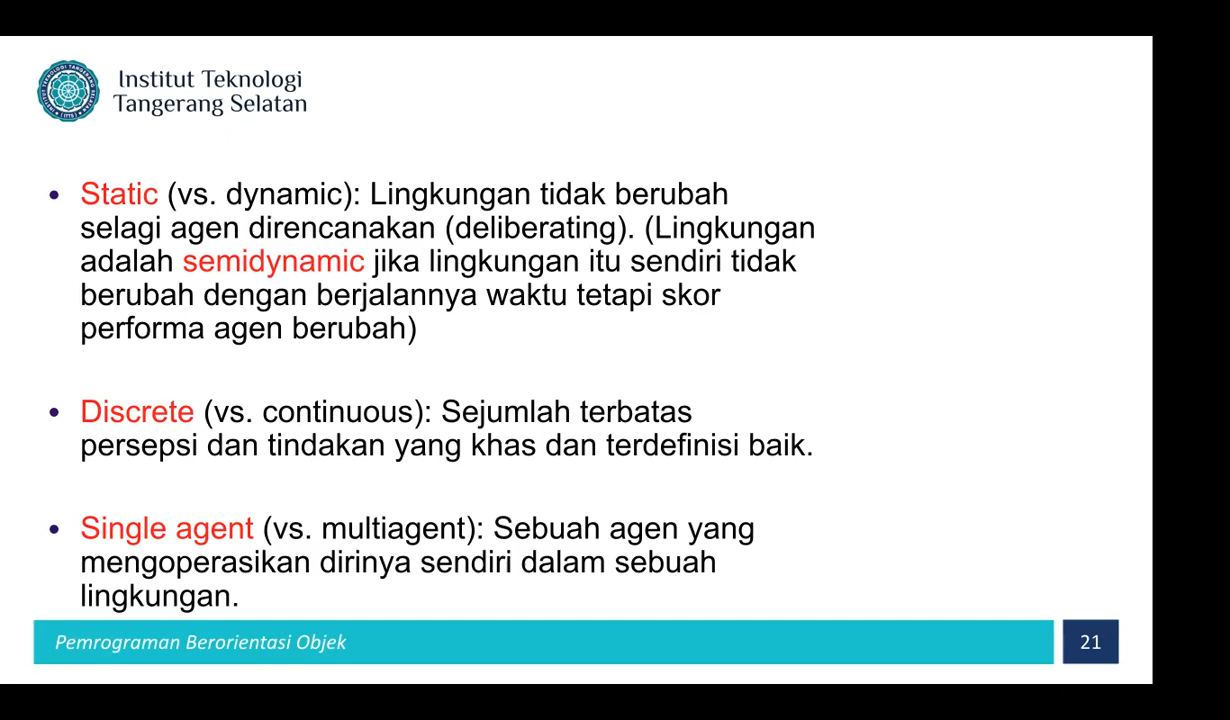 Institut Teknologi
Tangerang Selatan
• Static (vs. dynamic): Lingkungan tidak berubah
selagi agen direncanakan (deliberating). (Lingkungan
adalah semidynamic jika lingkungan itu sendiri tidak
berubah dengan berjalannya waktu tetapi skor
performa agen berubah)
• Discrete (vs. continuous): Sejumlah terbatas
persepsi dan tindakan yang khas dan terdefinisi baik.
• Single agent (vs. multiagent): Sebuah agen yang
mengoperasikan dirinya sendiri dalam sebuah
lingkungan.
Pemrograman Berorientasi Objek
21